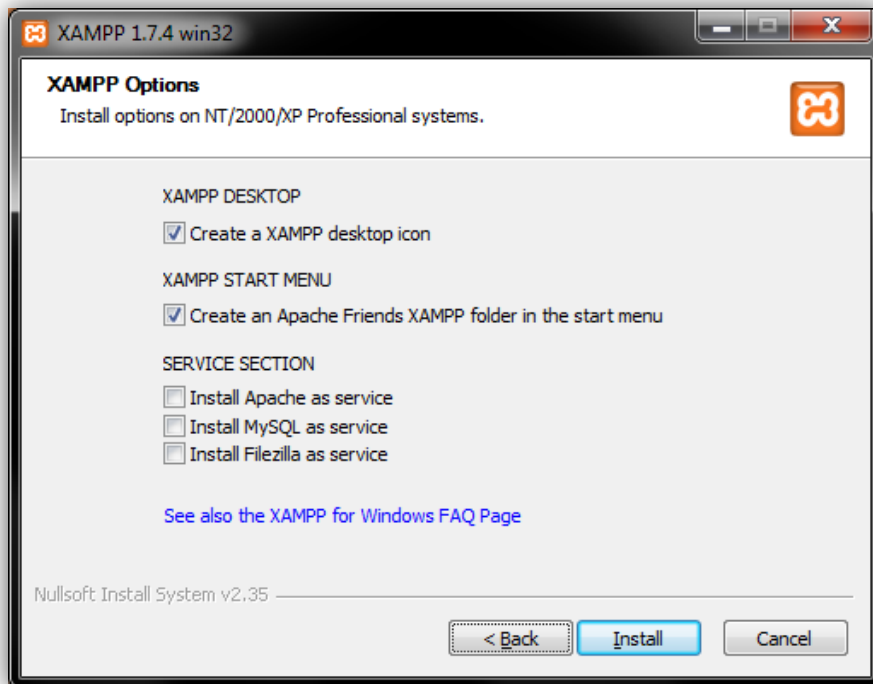 XAMPP 1.7.4 win32
XAMPP Options
Install options on NT/2000/XP Professional systems.
XAMPP DESKTOP
Create a XAMPP desktop icon
XAMPP START MENU
Create an Apache Friends XAMPP folder in the start menu
SERVICE SECTION
Install Apache as service
Install MySQL as service
Install Filezilla as service
See also the XAMPP for Windows FAQ Page
Nullsoft Install System v2.35
< Back Install Cancel